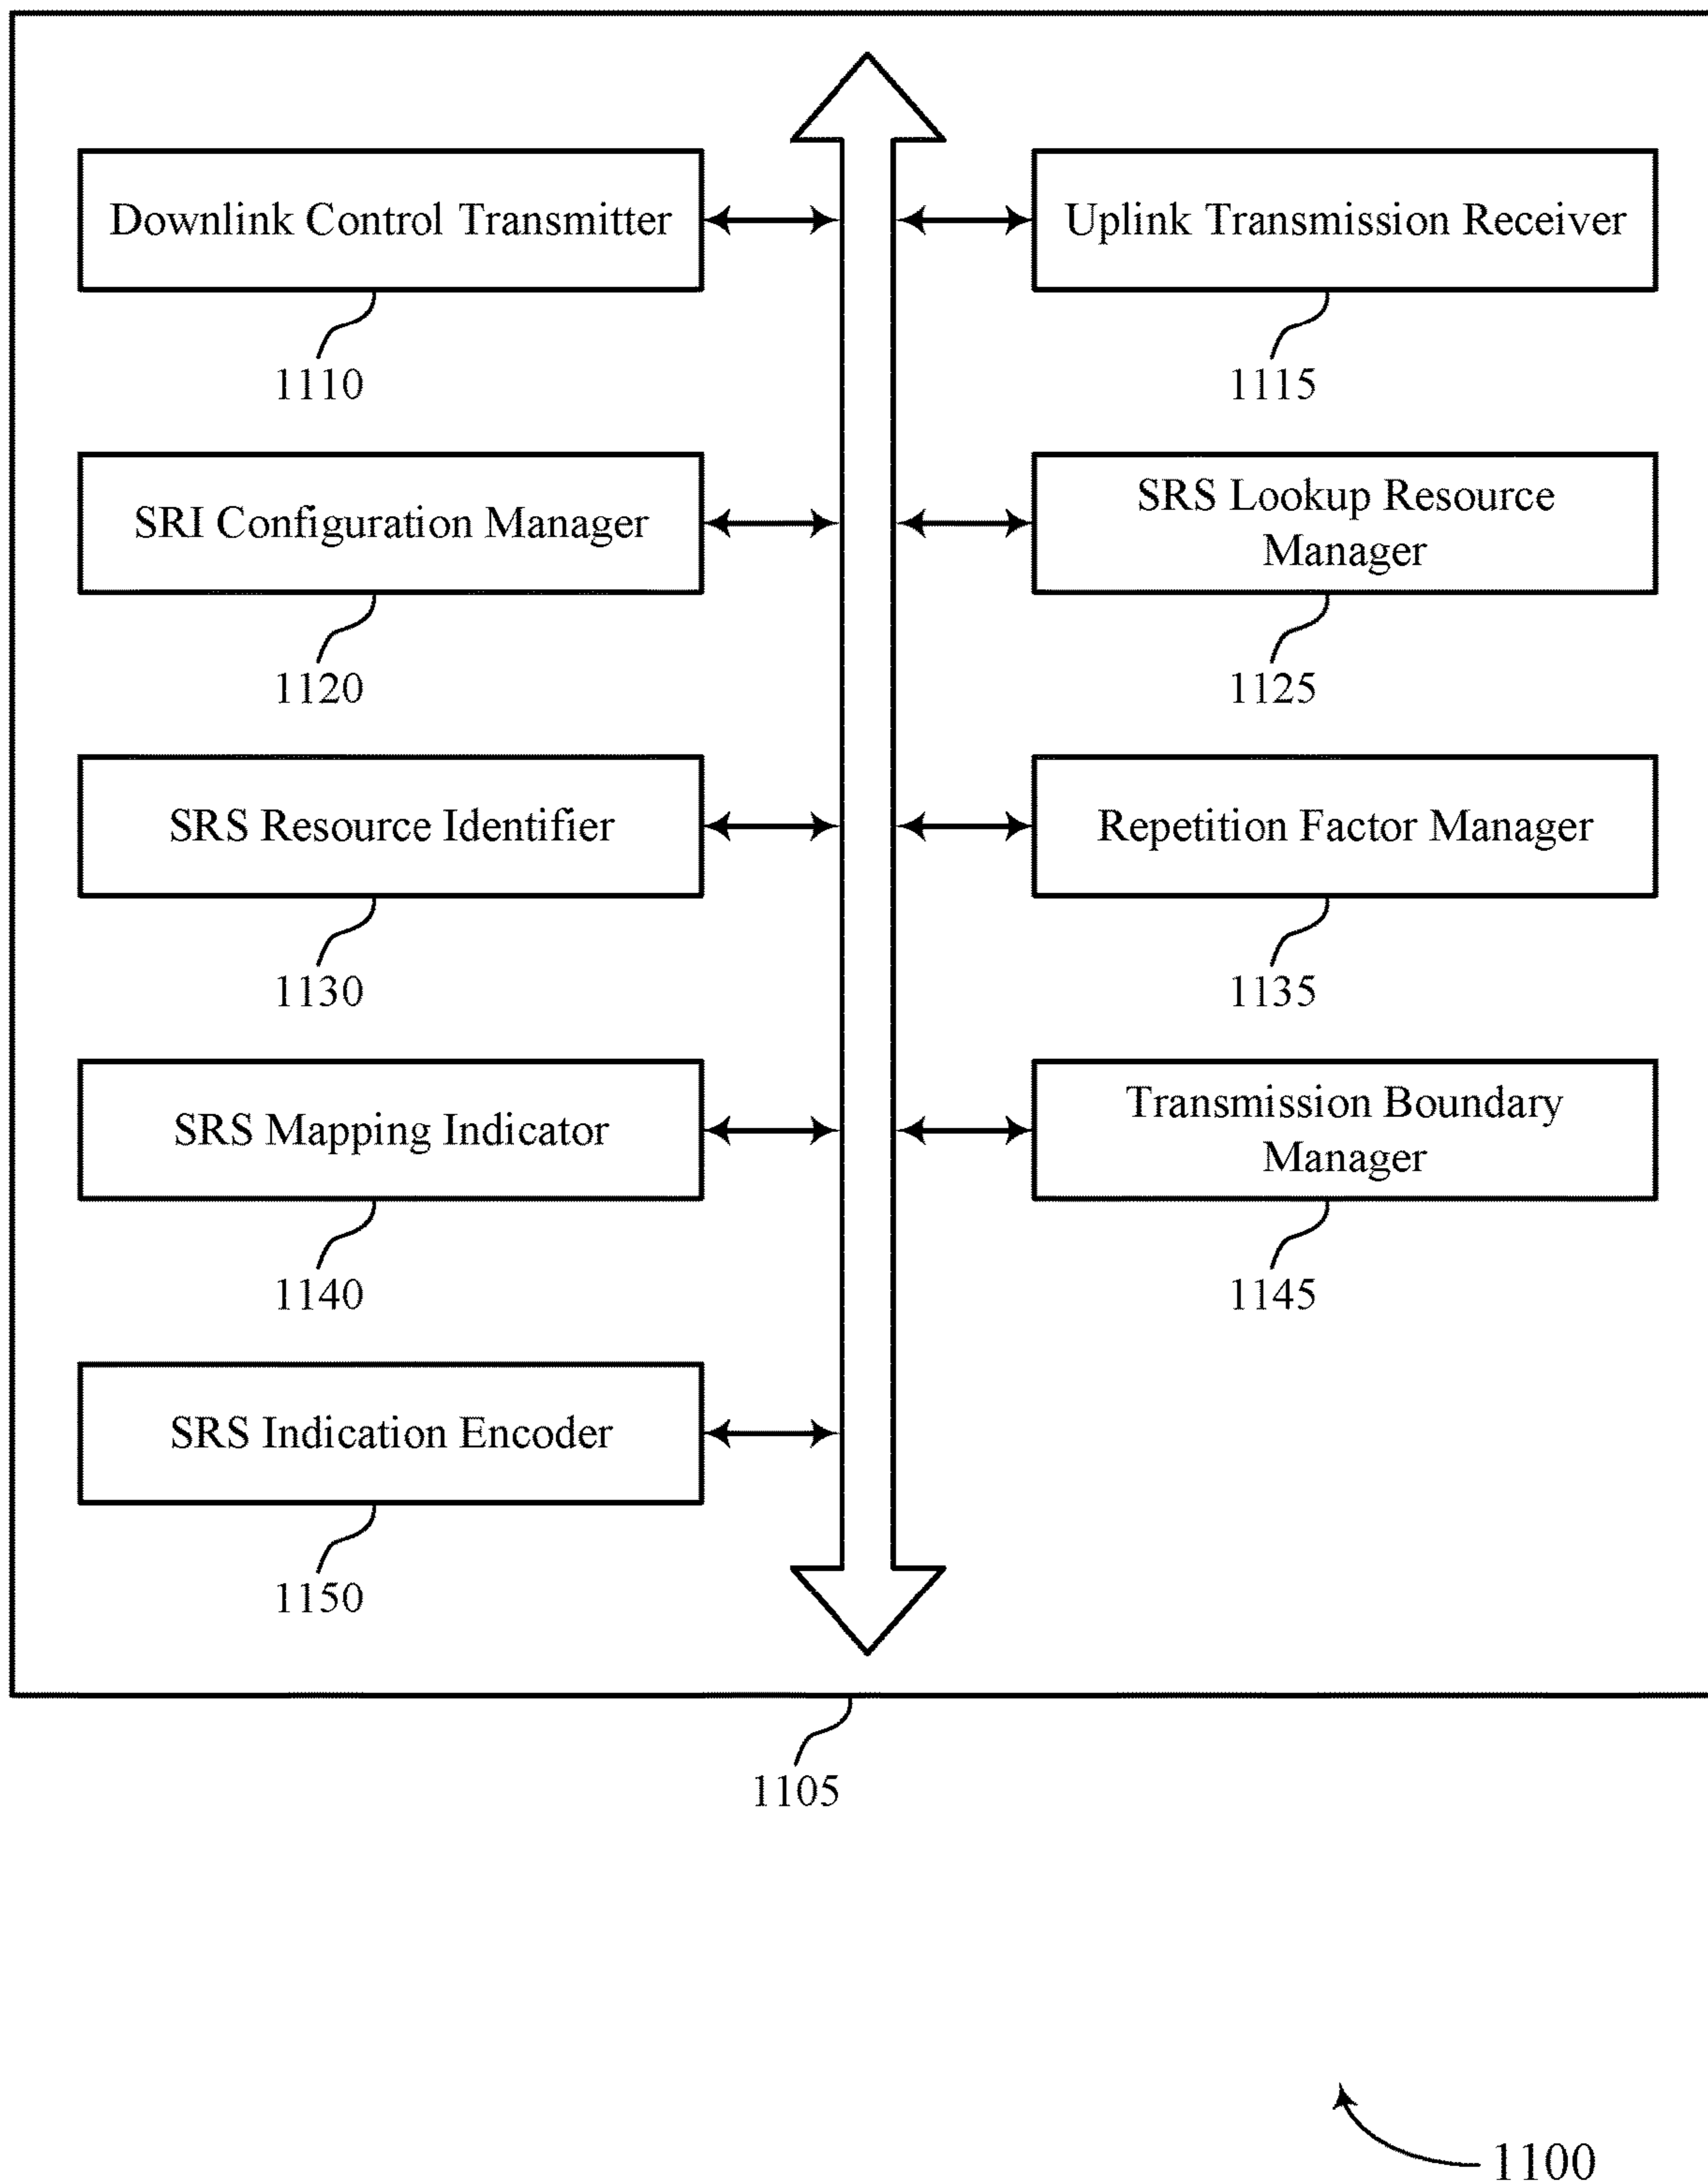 Downlink Control Transmitter
1110
Uplink Transmission Receiver
1115
SRI Configuration Manager
1120
SRS Lookup Resource
Manager
1125
SRS Resource Identifier
1130
Repetition Factor Manager
1135
SRS Mapping Indicator
1140
Transmission Boundary
Manager
1145
SRS Indication Encoder
1150
1105
1100